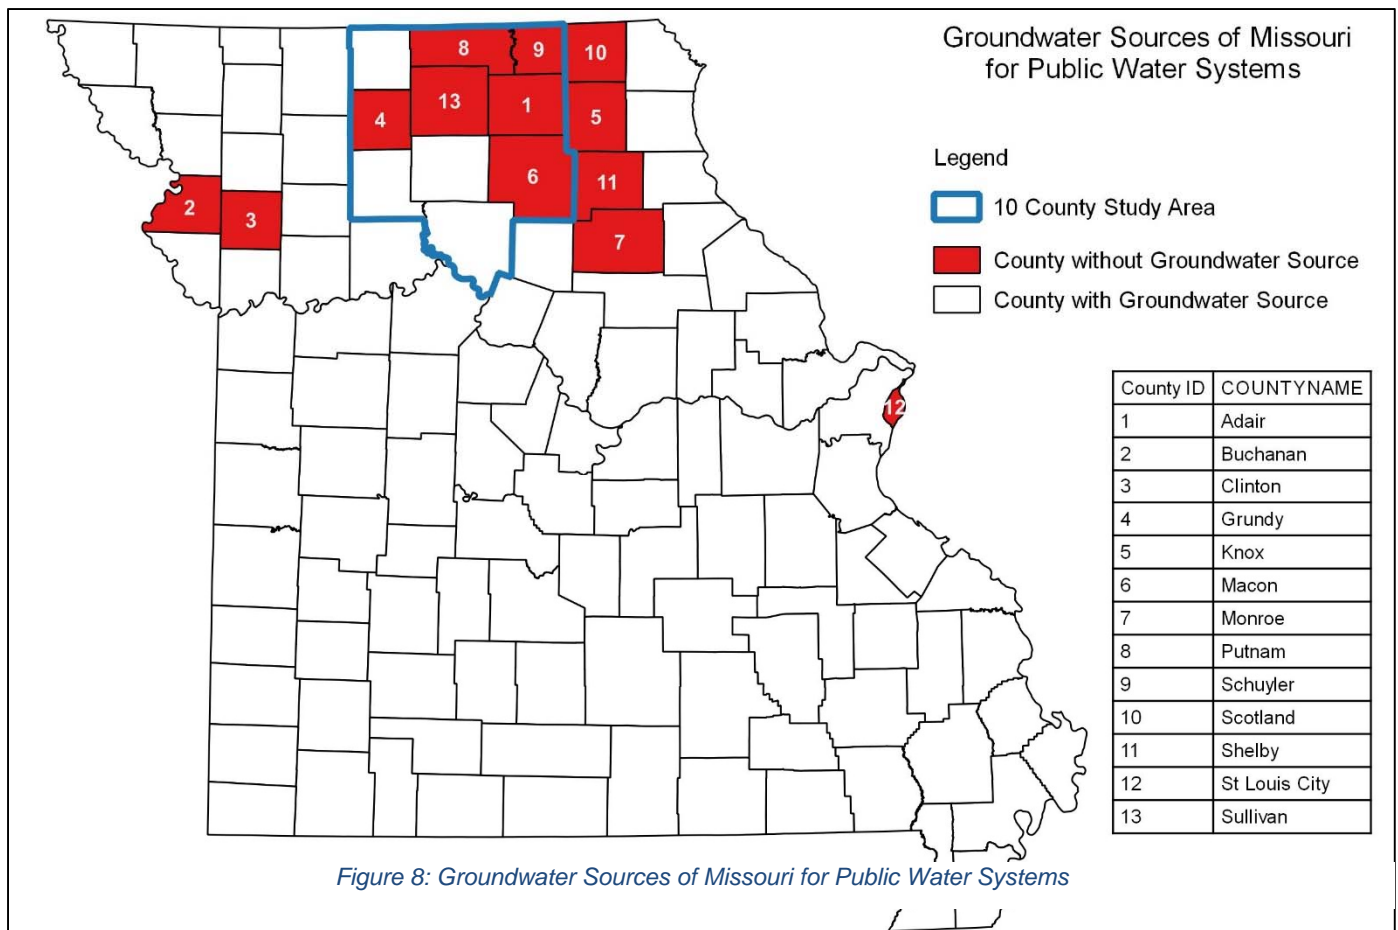 Groundwater Sources of Missouri
for Public Water Systems
Legend
10 County Study Area
County without Groundwater Source
County with Groundwater Source
8
9
10
4
13
1
5
6
11
2
3
7
12
County ID COUNTYNAME
1 Adair
2 Buchanan
3 Clinton
4 Grundy
5 Knox
6 Macon
7 Monroe
8 Putnam
9 Schuyler
10 Scotland
11 Shelby
12 St Louis City
13 Sullivan
Figure 8: Groundwater Sources of Missouri for Public Water Systems